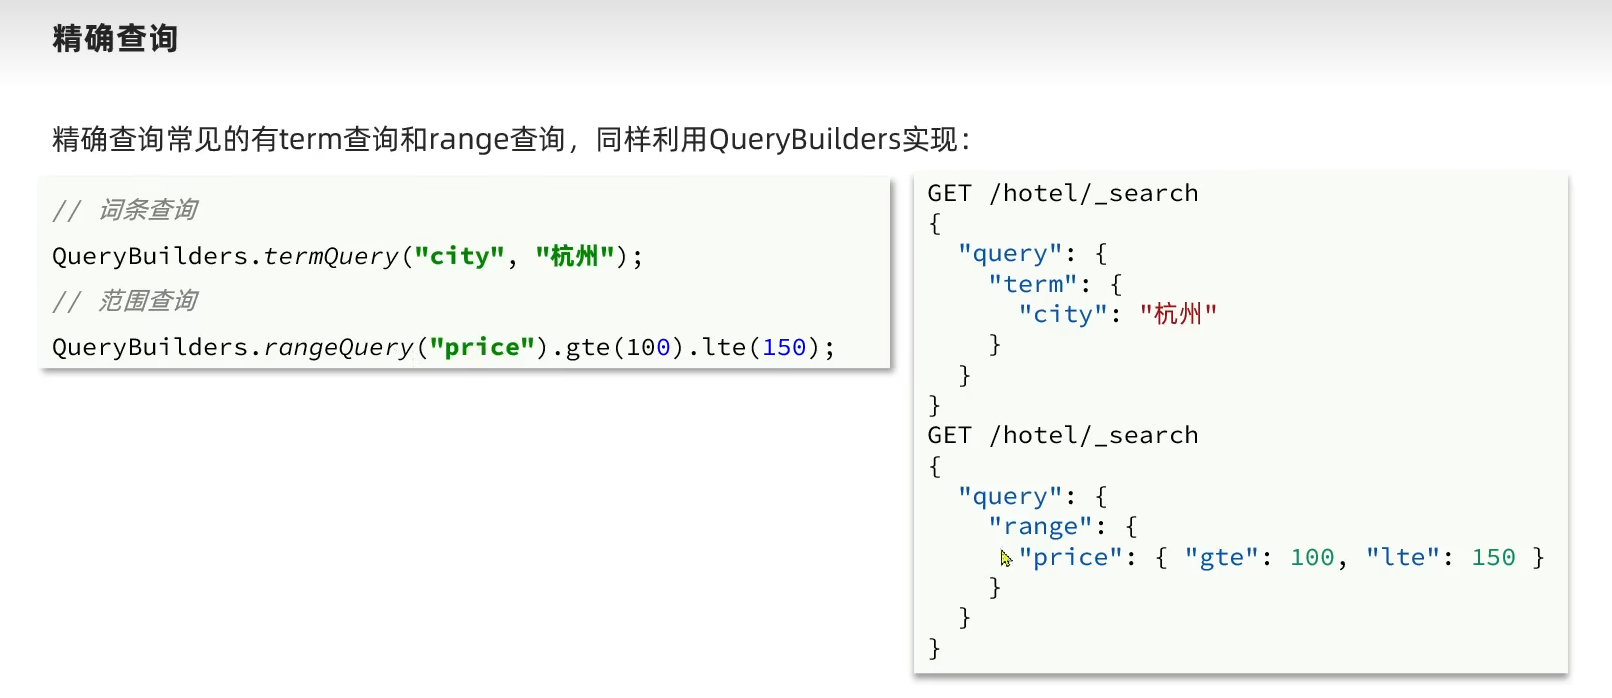 精确查询
精确查询常见的有term查询和range查询，同样利用QueryBuilders实现：
// 词条查询
QueryBuilders.termQuery("city", "杭州");
// 范围查询
QueryBuilders.rangeQuery("price").gte(100).lte(150);
GET /hotel/_search
{
  "query": {
    "term": {
      "city": "杭州"
    }
  }
}
GET /hotel/_search
{
  "query": {
    "range": {
      "price": { "gte": 100, "lte": 150 }
    }
  }
}